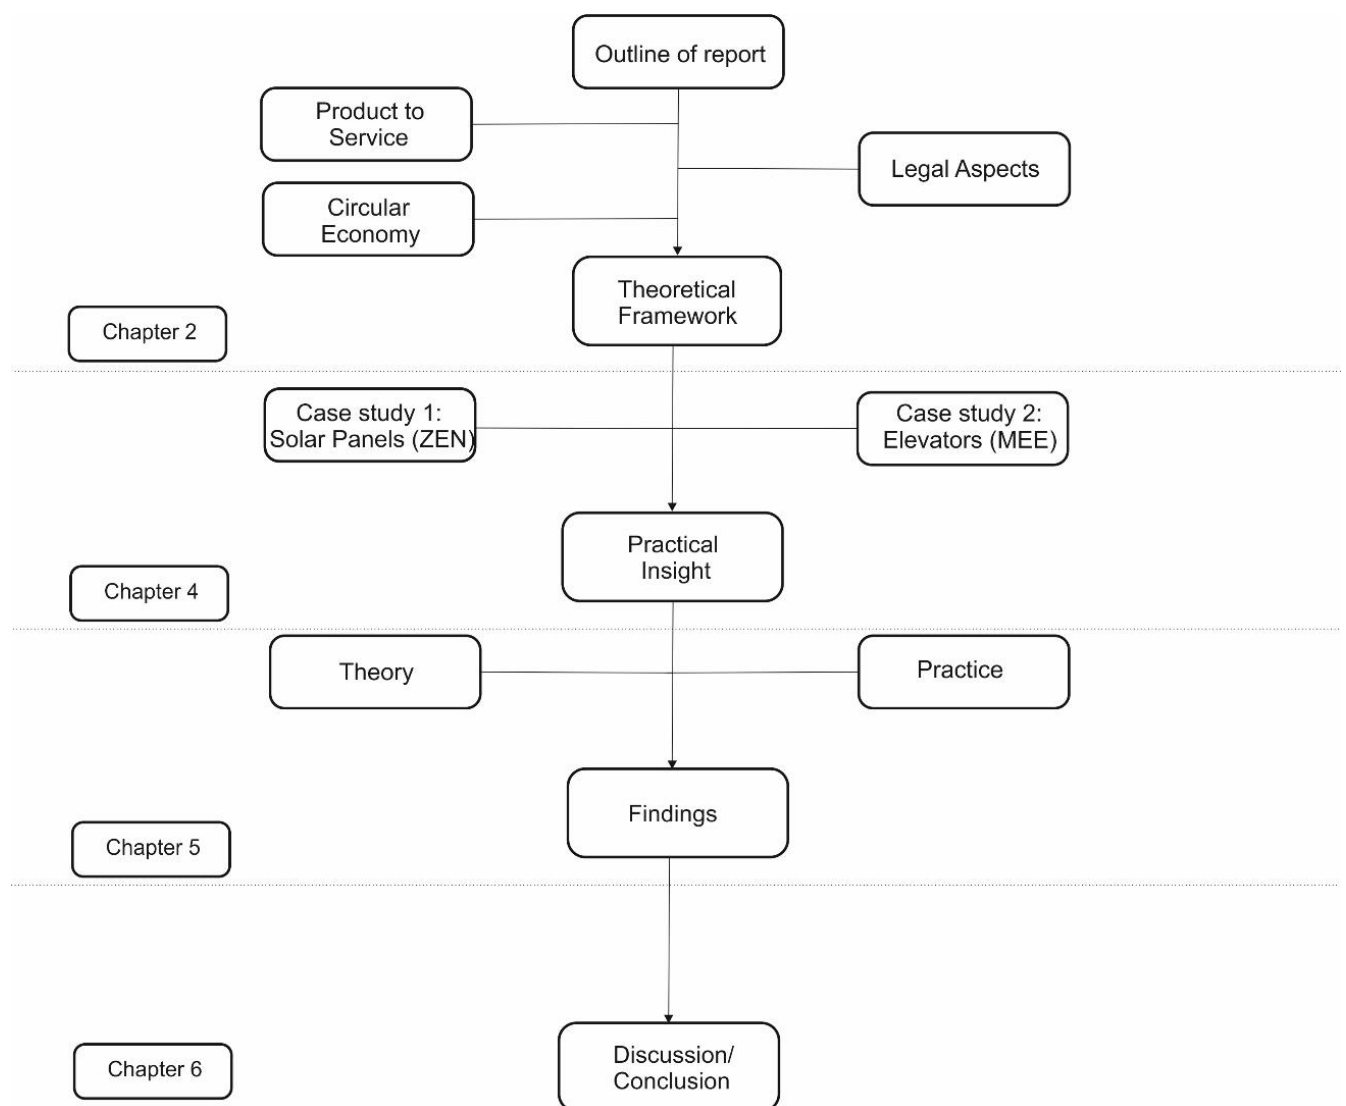 Outline of report
Product to
Service
Legal Aspects
Circular
Economy
Theoretical
Framework
Chapter 2
Case study 1:
Solar Panels (ZEN)
Case study 2:
Elevators (MEE)
Practical
Insight
Chapter 4
Theory
Practice
Findings
Chapter 5
Discussion/
Conclusion
Chapter 6